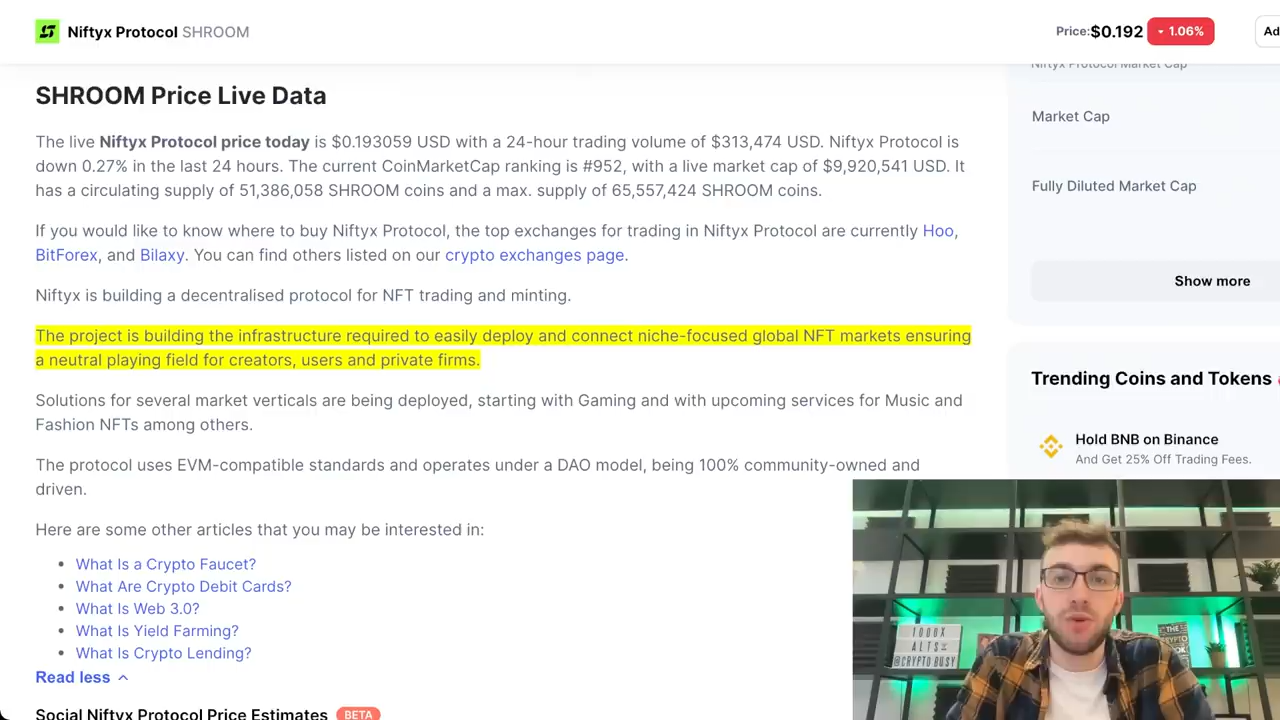 Niftyx Protocol SHROOM
Price:$0.192
1.06%
Ad
SHROOM Price Live Data
The live Niftyx Protocol price today is $0.193059 USD with a 24-hour trading volume of $313,474 USD. Niftyx Protocol is
down 0.27% in the last 24 hours. The current CoinMarketCap ranking is #952, with a live market cap of $9,920,541 USD. It
has a circulating supply of 51,386,058 SHROOM coins and a max. supply of 65,557,424 SHROOM coins.
If you would like to know where to buy Niftyx Protocol, the top exchanges for trading in Niftyx Protocol are currently Hoo,
BitForex, and Bilaxy. You can find others listed on our crypto exchanges page.
Niftyx is building a decentralised protocol for NFT trading and minting.
The project is building the infrastructure required to easily deploy and connect niche-focused global NFT markets ensuring
a neutral playing field for creators, users and private firms.
Solutions for several market verticals are being deployed, starting with Gaming and with upcoming services for Music and
Fashion NFTs among others.
The protocol uses EVM-compatible standards and operates under a DAO model, being 100% community-owned and
driven.
Here are some other articles that you may be interested in:
• What Is a Crypto Faucet?
• What Are Crypto Debit Cards?
• What Is Web 3.0?
• What Is Yield Farming?
• What Is Crypto Lending?
Read less
Social Niftyx Protocol Price Estimates BETA
Niftyx Protocol Market Cap
Market Cap
Fully Diluted Market Cap
Show more
Trending Coins and Tokens
Hold BNB on Binance
And Get 25% Off Trading Fees.
1000X
ALTS
@CRYPTO BUSY
THE
CRYPTO